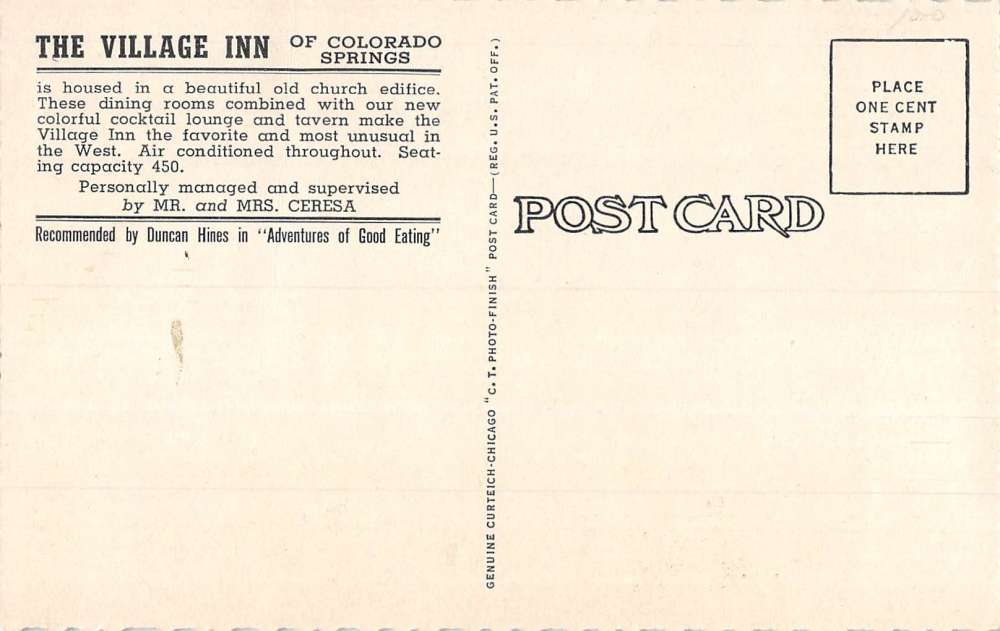 THE VILLAGE INN OF COLORADO SPRINGS
is housed in a beautiful old church edifice.
These dining rooms combined with our new
colorful cocktail lounge and tavern make the
Village Inn the favorite and most unusual in
the West. Air conditioned throughout. Seat-
ing capacity 450.
Personally managed and supervised
by MR. and MRS. CERESA
Recommended by Duncan Hines in "Adventures of Good Eating"
GENUINE CURTEICH-CHICAGO "C. T. PHOTO-FINISH" POST CARD—(REG. U.S. PAT. OFF.)
POST CARD
PLACE
ONE CENT
STAMP
HERE